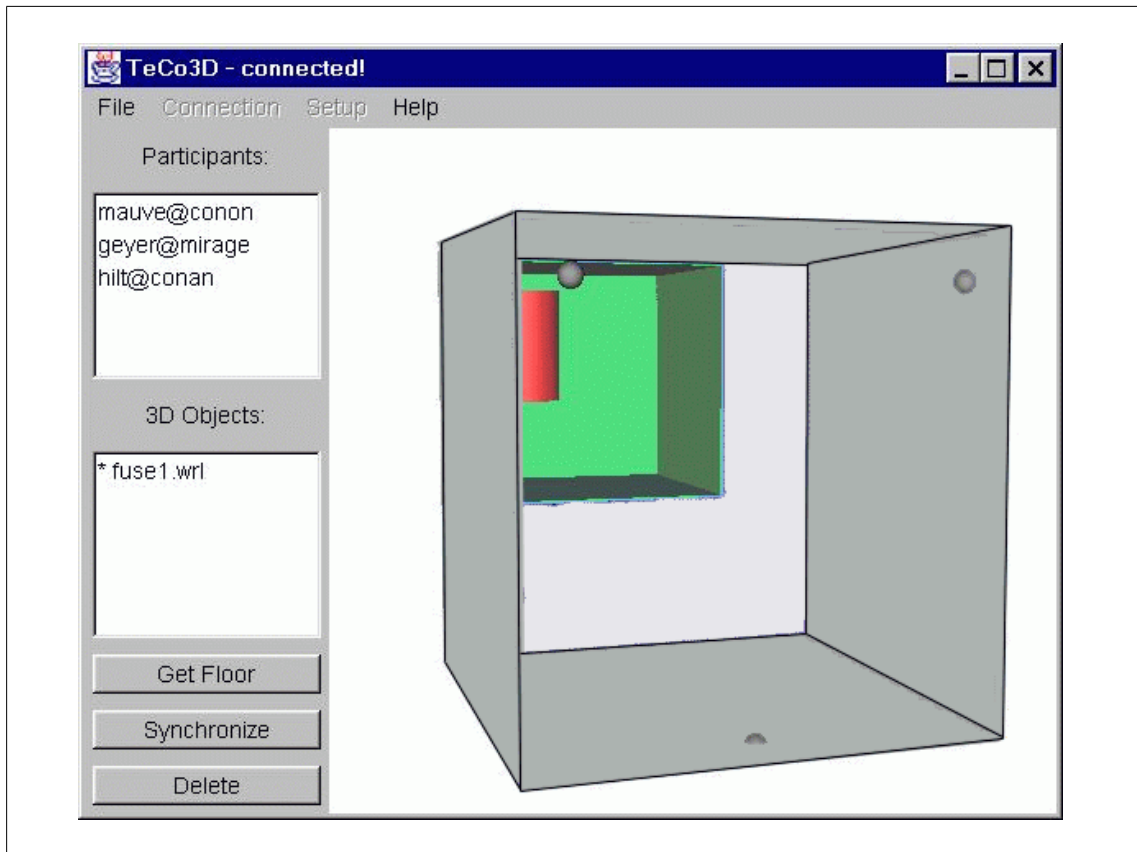 TeCo3D - connected!
File Connection Setup Help
Participants:
mauve@conon
geyer@mirage
hilt@conan
3D Objects:
* fuse1.wrl
Get Floor
Synchronize
Delete